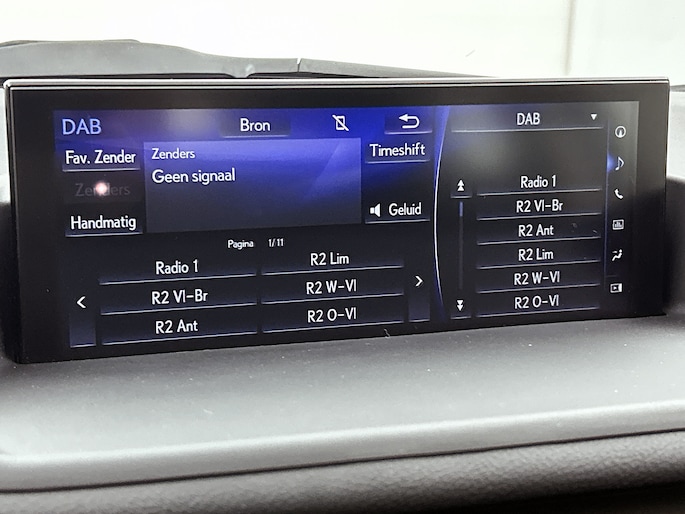 DAB
Bron
Fav. Zender
Zenders
Handmatig
Zenders
Geen signaal
Timeshift
Geluid
Pagina 1/11
Radio 1
R2 Lim
R2 Vl-Br
R2 W-Vl
R2 Ant
R2 O-Vl
DAB
Radio 1
R2 Vl-Br
R2 Ant
R2 Lim
R2 W-Vl
R2 O-Vl